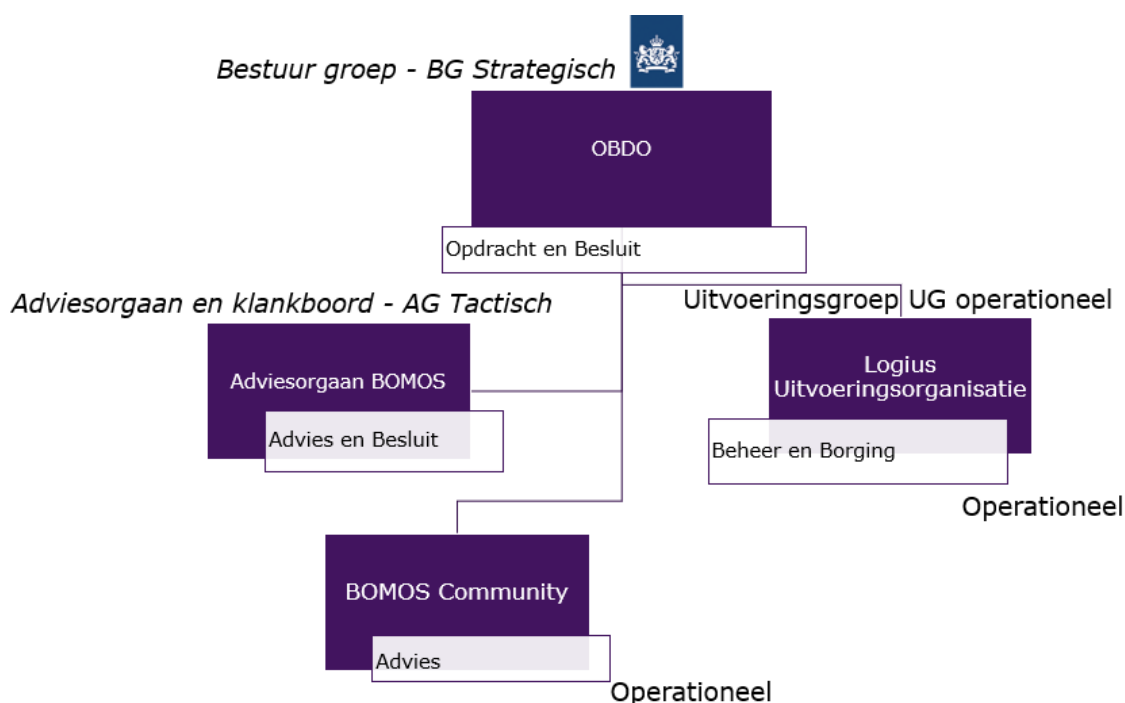 Bestuur groep - BG Strategisch
OBDO
Opdracht en Besluit
Adviesorgaan en klankboord - AG Tactisch
Uitvoeringsgroep UG operationeel
Adviesorgaan BOMOS
Advies en Besluit
Logius
Uitvoeringsorganisatie
Beheer en Borging
Operationeel
BOMOS Community
Advies
Operationeel